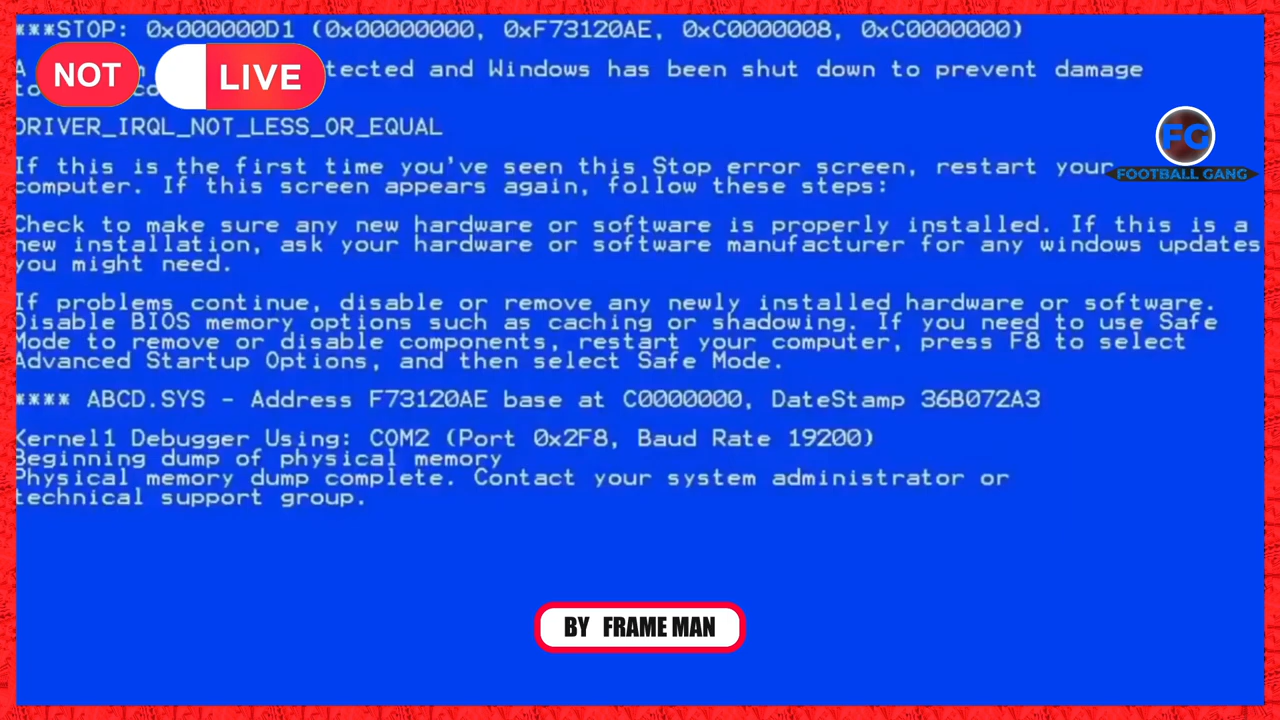 ***STOP: 0x000000D1 (0x00000000, 0xF73120AE, 0xC0000008, 0xC0000000)
NOT LIVE
A tected and Windows has been shut down to prevent damage
to co
DRIVER_IRQL_NOT_LESS_OR_EQUAL
FG
FOOTBALL GANG
If this is the first time you've seen this Stop error screen, restart your
computer. If this screen appears again, follow these steps:
Check to make sure any new hardware or software is properly installed. If this is a
new installation, ask your hardware or software manufacturer for any windows updates
you might need.
If problems continue, disable or remove any newly installed hardware or software.
Disable BIOS memory options such as caching or shadowing. If you need to use Safe
Mode to remove or disable components, restart your computer, press F8 to select
Advanced Startup Options, and then select Safe Mode.
**** ABCD.SYS - Address F73120AE base at C0000000, DateStamp 36B072A3
Kernel1 Debugger Using: COM2 (Port 0x2F8, Baud Rate 19200)
Beginning dump of physical memory
Physical memory dump complete. Contact your system administrator or
technical support group.
BY FRAME MAN